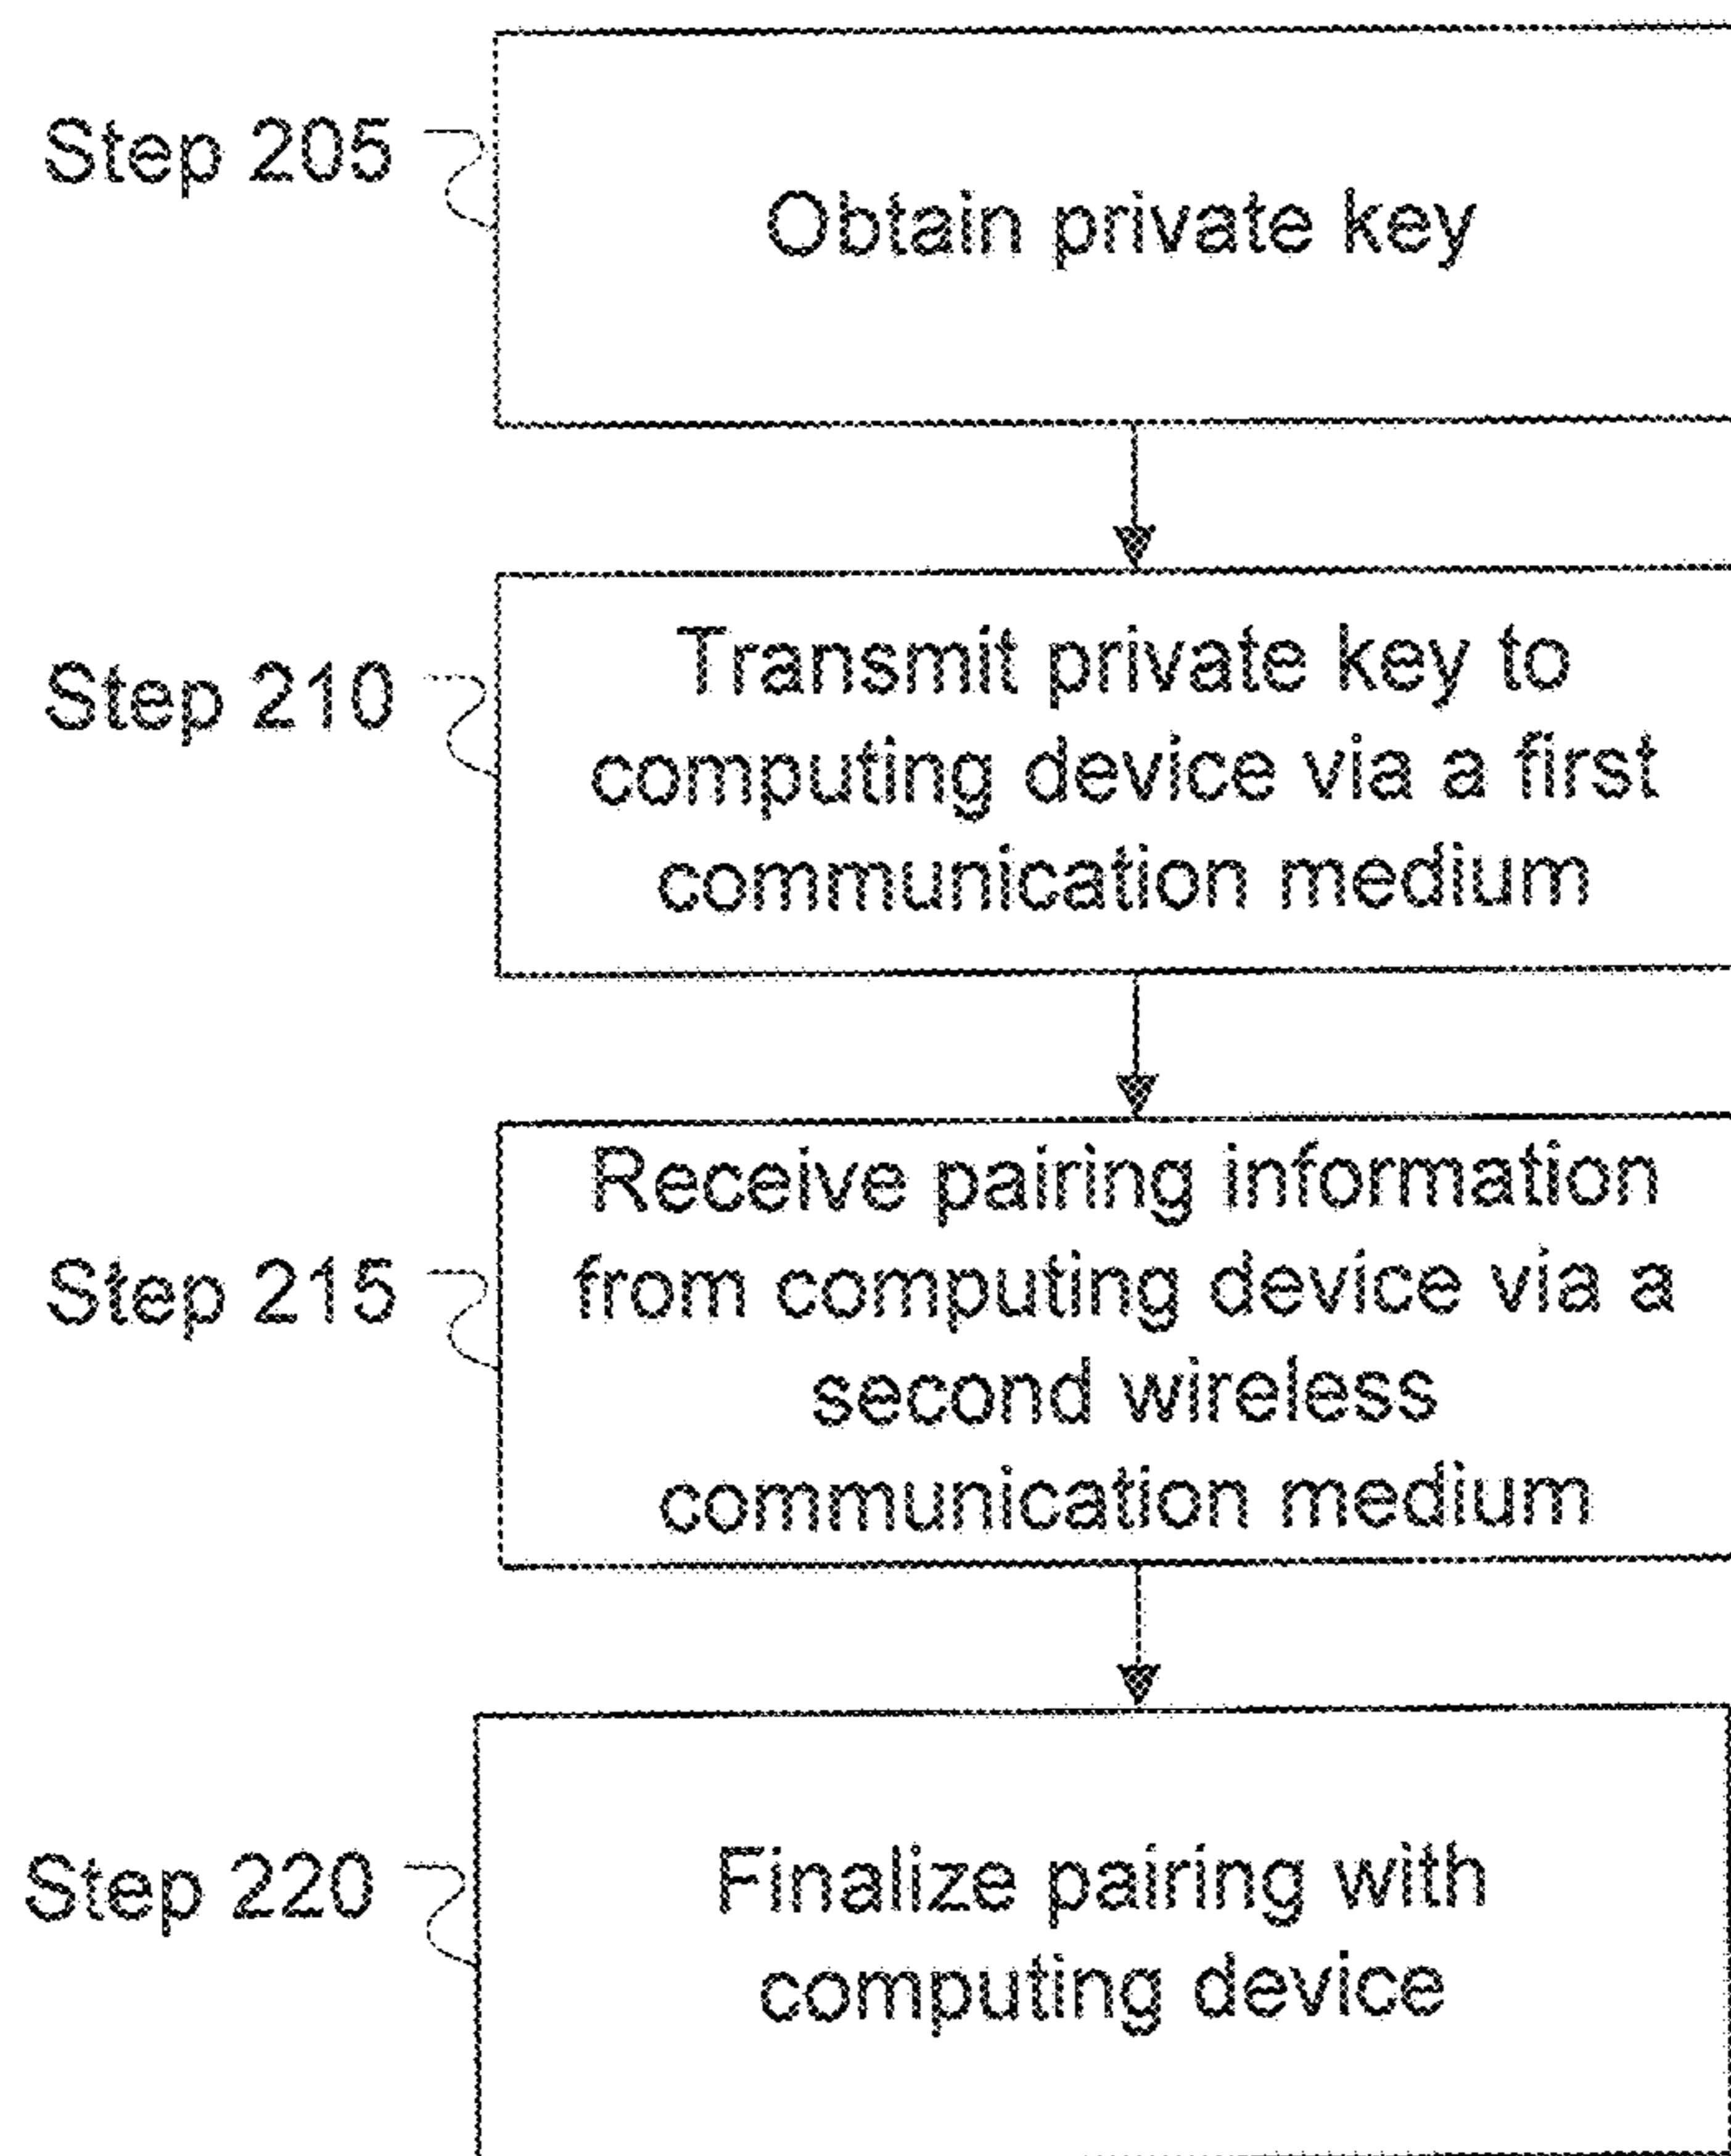 Step 205
Obtain private key
Step 210
Transmit private key to
computing device via a first
communication medium
Step 215
Receive pairing information
from computing device via a
second wireless
communication medium
Step 220
Finalize pairing with
computing device